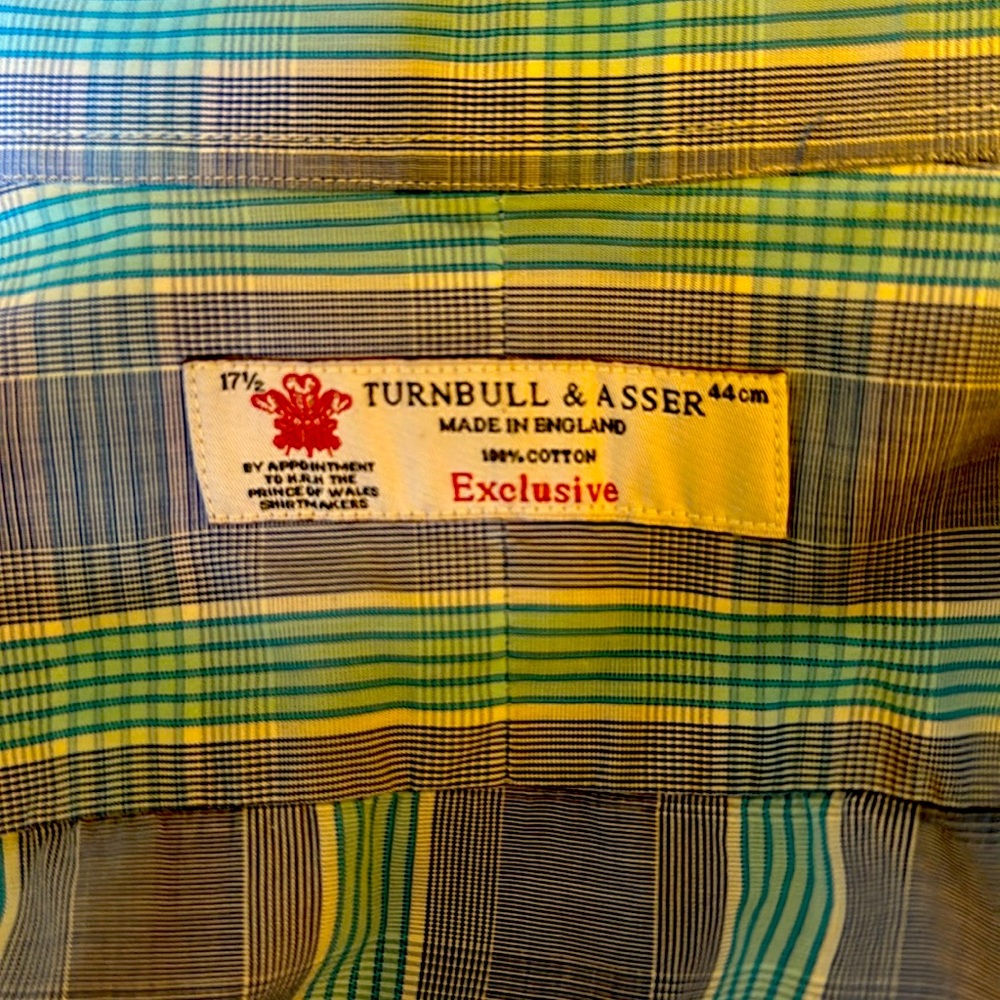 17½
TURNBULL & ASSER
44cm
MADE IN ENGLAND
100% COTTON
Exclusive
BY APPOINTMENT
TO H.R.H THE
PRINCE OF WALES
SHIRTMAKERS